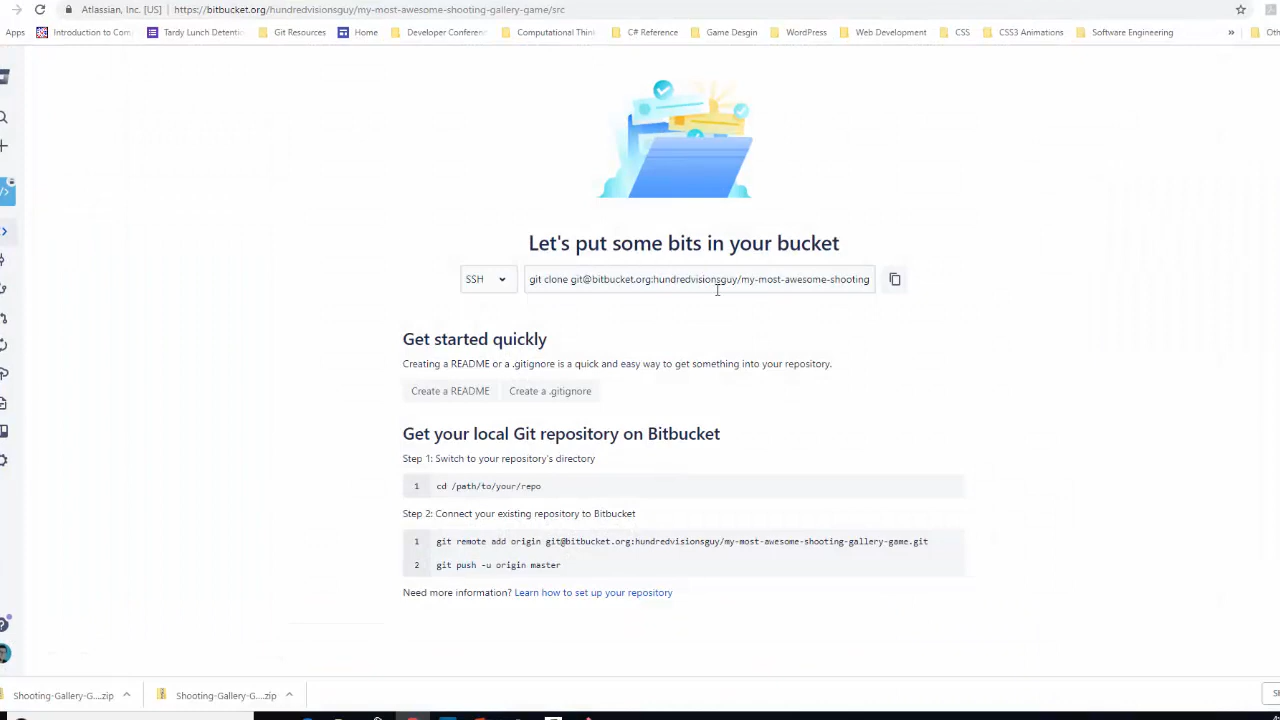 Atlassian, Inc. [US] | https://bitbucket.org/hundredvisionsguy/my-most-awesome-shooting-gallery-game/src
Apps Introduction to Com Tardy Lunch Detentio Git Resources Home Developer Conferen Computational Think C# Reference Game Desgin WordPress Web Development CSS CSS3 Animations Software Engineering » Oth
Let's put some bits in your bucket
SSH git clone git@bitbucket.org:hundredvisionsguy/my-most-awesome-shooting
Get started quickly
Creating a README or a .gitignore is a quick and easy way to get something into your repository.
Create a README Create a .gitignore
Get your local Git repository on Bitbucket
Step 1: Switch to your repository's directory
1 cd /path/to/your/repo
Step 2: Connect your existing repository to Bitbucket
1 git remote add origin git@bitbucket.org:hundredvisionsguy/my-most-awesome-shooting-gallery-game.git
2 git push -u origin master
Need more information? Learn how to set up your repository
Shooting-Gallery-G....zip Shooting-Gallery-G....zip Sh